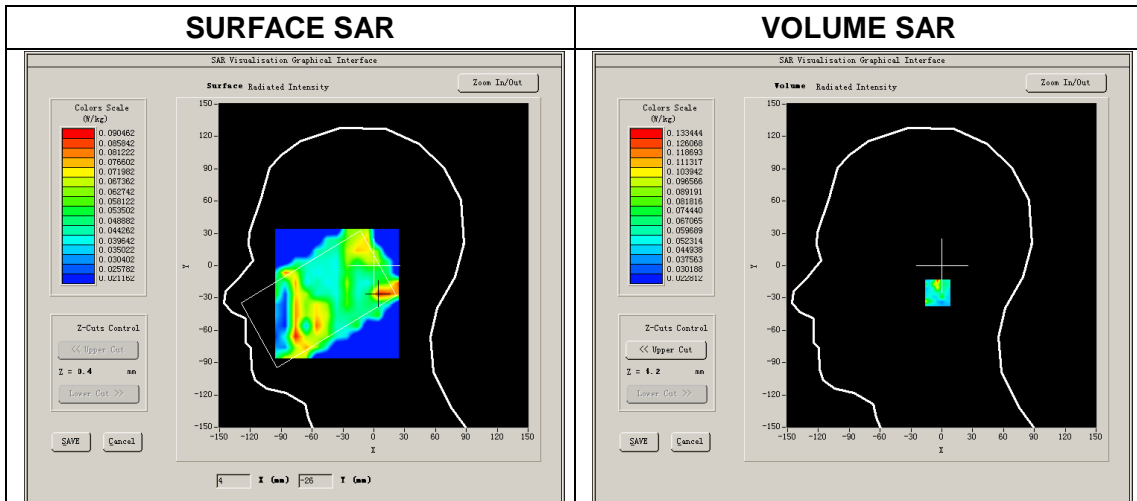 SURFACE SAR
VOLUME SAR
SAR Visualisation Graphical Interface
Surface Radiated Intensity
Zoom In/Out
Colors Scale
(W/kg)
0.090462
0.085842
0.081222
0.076602
0.071982
0.067362
0.062742
0.058122
0.053502
0.048882
0.044262
0.039642
0.035022
0.030402
0.025782
0.021162
150
120
90
60
30
0
-30
-60
-90
-120
-150
Y
-150 -120 -90 -60 -30 0 30 60 90 120 150
X
Z-Cuts Control
<< Upper Cut
Z = 0.4 mm
Lower Cut >>
SAVE Cancel
4 X (mm) -26 Y (mm)
SAR Visualisation Graphical Interface
Volume Radiated Intensity
Zoom In/Out
Colors Scale
(W/kg)
0.133444
0.126068
0.118693
0.111317
0.103942
0.096566
0.089191
0.081816
0.074440
0.067065
0.059689
0.052314
0.044938
0.037563
0.030188
0.022812
150
120
90
60
30
0
-30
-60
-90
-120
-150
Y
-150 -120 -90 -60 -30 0 30 60 90 120 150
X
Z-Cuts Control
<< Upper Cut
Z = 4.2 mm
Lower Cut >>
SAVE Cancel